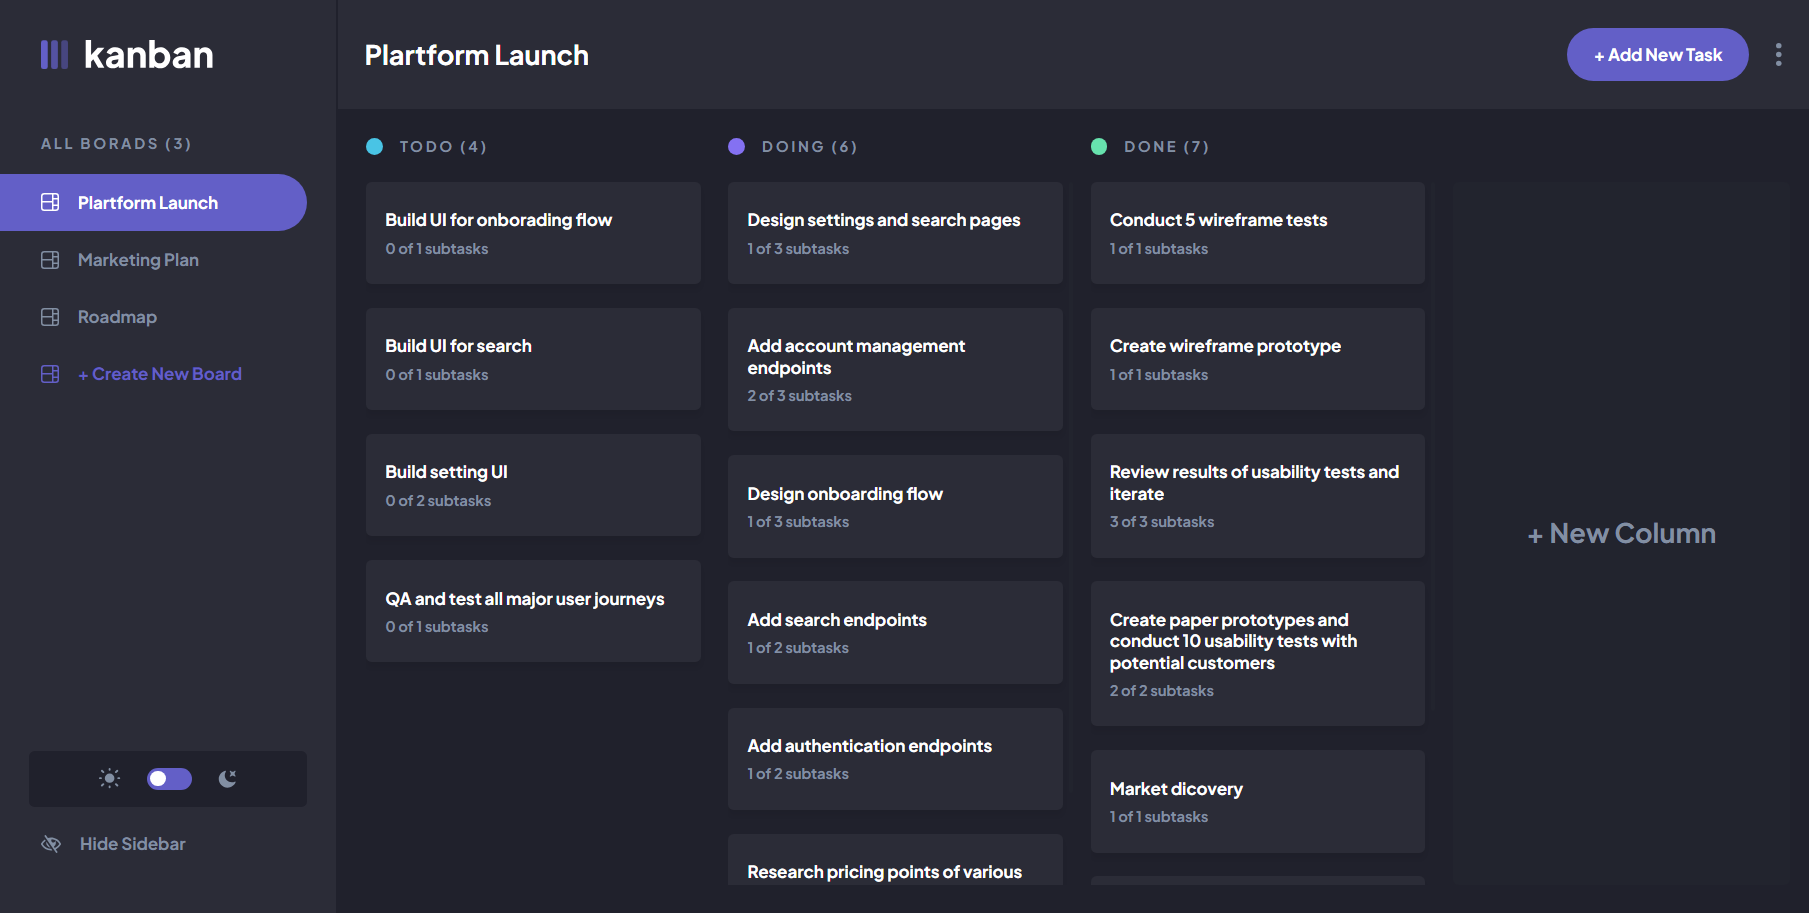 kanban
Plartform Launch
+ Add New Task
ALL BORADS (3)
Plartform Launch
Marketing Plan
Roadmap
+ Create New Board
Hide Sidebar
TODO (4)
Build UI for onborading flow
0 of 1 subtasks
Build UI for search
0 of 1 subtasks
Build setting UI
0 of 2 subtasks
QA and test all major user journeys
0 of 1 subtasks
DOING (6)
Design settings and search pages
1 of 3 subtasks
Add account management
endpoints
2 of 3 subtasks
Design onboarding flow
1 of 3 subtasks
Add search endpoints
1 of 2 subtasks
Add authentication endpoints
1 of 2 subtasks
Research pricing points of various
DONE (7)
Conduct 5 wireframe tests
1 of 1 subtasks
Create wireframe prototype
1 of 1 subtasks
Review results of usability tests and
iterate
3 of 3 subtasks
Create paper prototypes and
conduct 10 usability tests with
potential customers
2 of 2 subtasks
Market dicovery
1 of 1 subtasks
+ New Column